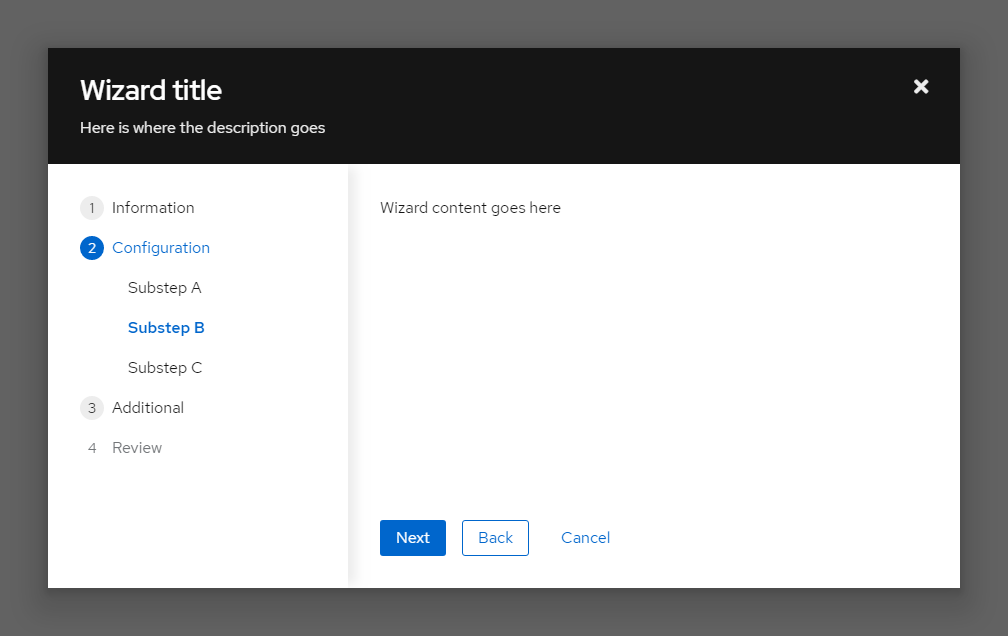 Wizard title
Here is where the description goes
1 Information
2 Configuration
Substep A
Substep B
Substep C
3 Additional
4 Review
Wizard content goes here
Next Back Cancel